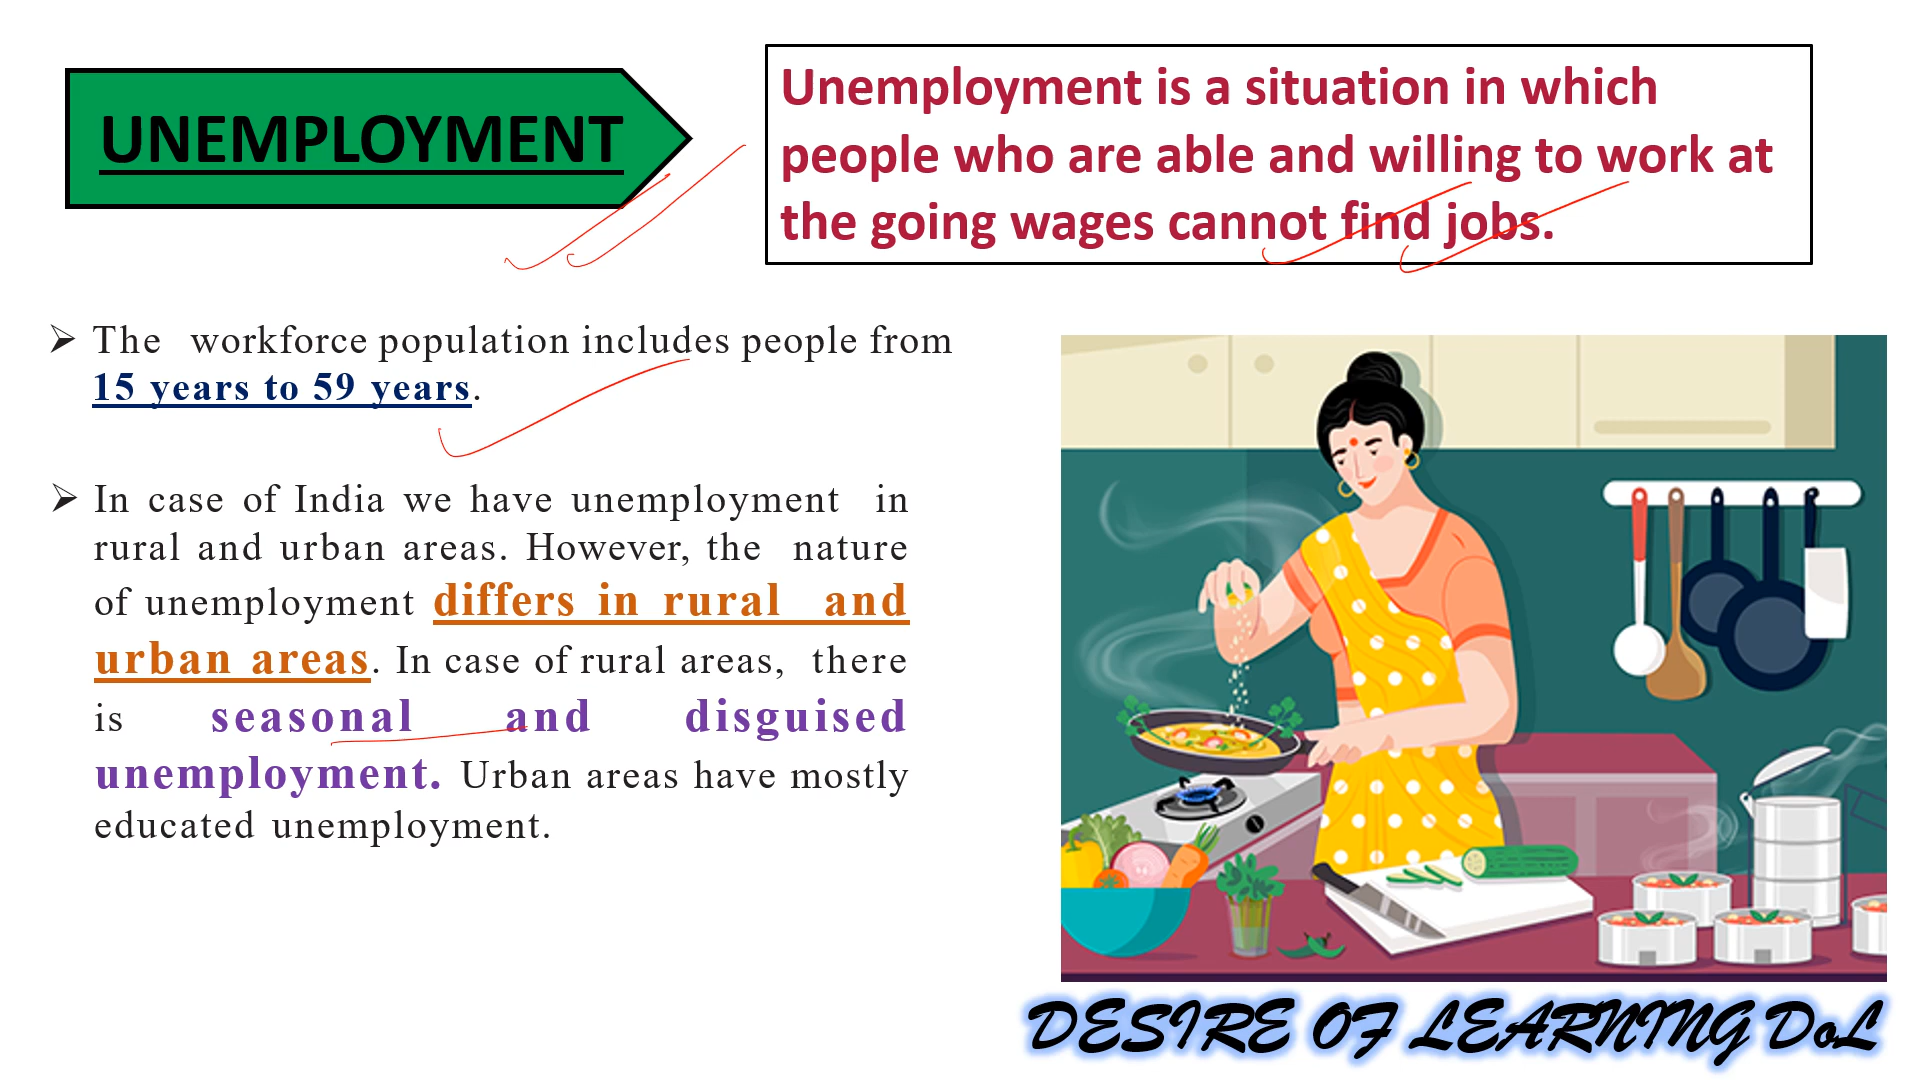 UNEMPLOYMENT
Unemployment is a situation in which
people who are able and willing to work at
the going wages cannot find jobs.
The workforce population includes people from
15 years to 59 years.
In case of India we have unemployment in
rural and urban areas. However, the nature
of unemployment differs in rural and
urban areas. In case of rural areas, there
is seasonal and disguised
unemployment. Urban areas have mostly
educated unemployment.
DESIRE OF LEARNING DoL